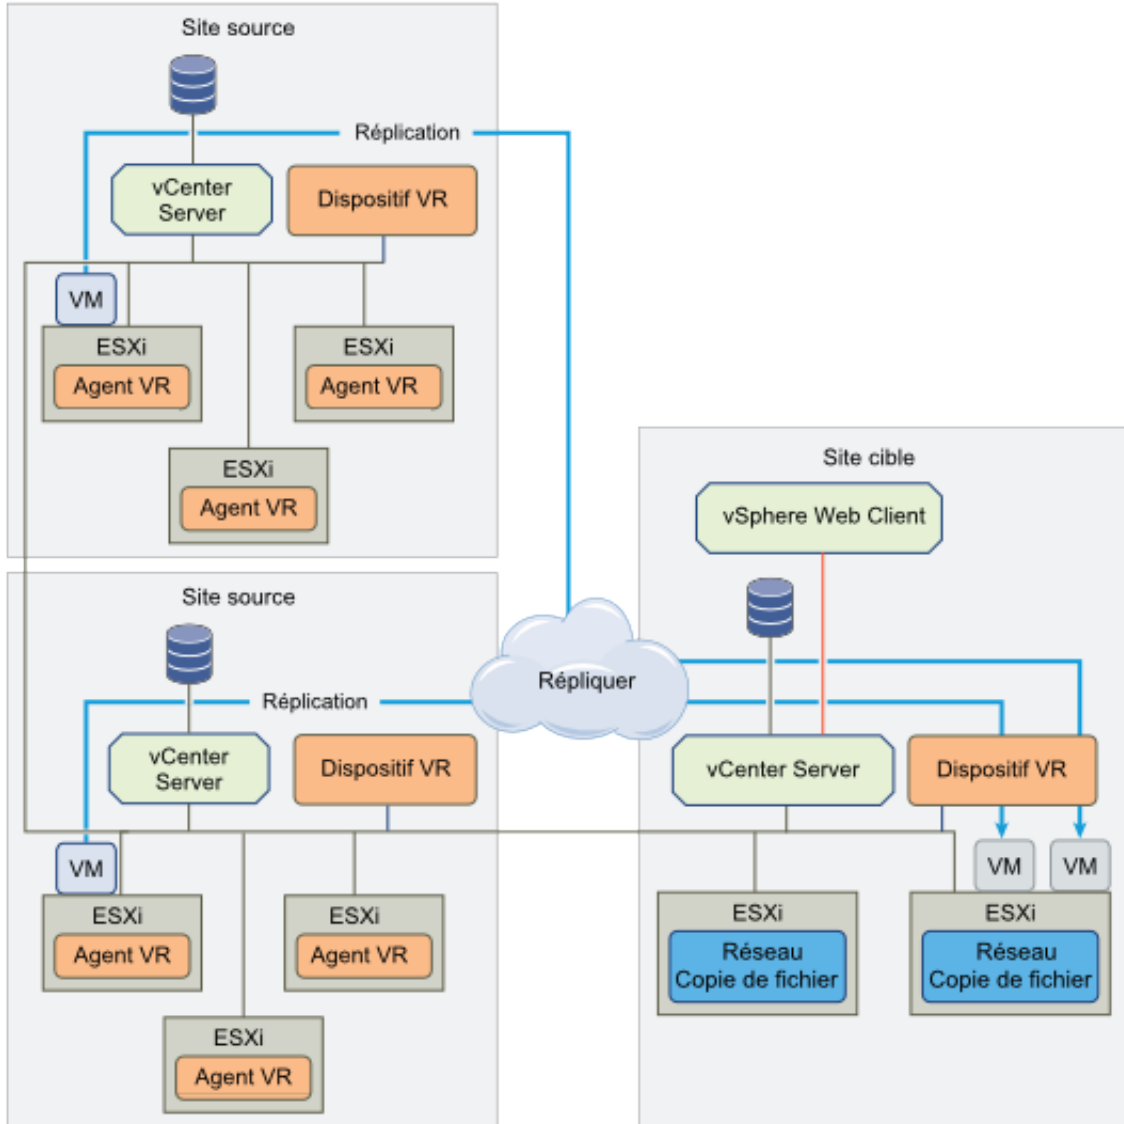 Site source
Réplication
vCenter
Server
Dispositif VR
VM
ESXi
Agent VR
ESXi
Agent VR
ESXi
Agent VR
Site source
Réplication
vCenter
Server
Dispositif VR
VM
ESXi
Agent VR
ESXi
Agent VR
ESXi
Agent VR
Répliquer
Site cible
vSphere Web Client
vCenter Server
Dispositif VR
VM
VM
ESXi
Réseau
Copie de fichier
ESXi
Réseau
Copie de fichier